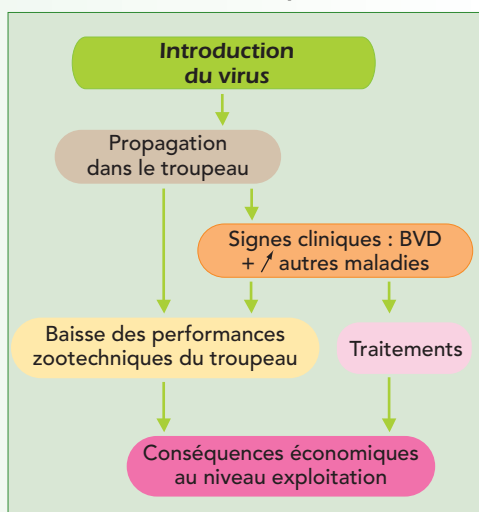 Introduction
du virus
Propagation
dans le troupeau
Signes cliniques : BVD
+ ↗ autres maladies
Baisse des performances
zootechniques du troupeau
Traitements
Conséquences économiques
au niveau exploitation